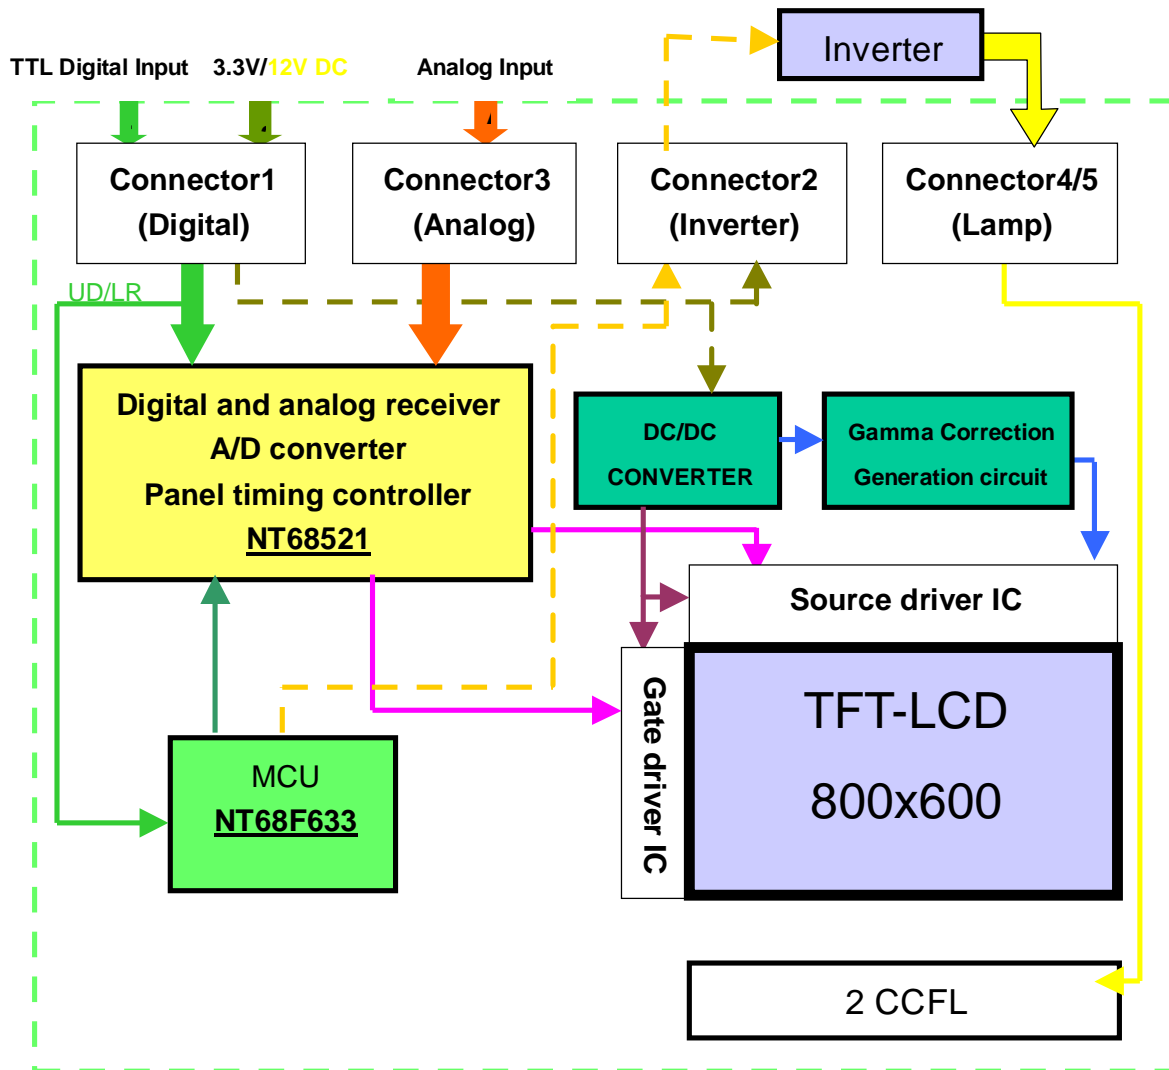 Inverter
TTL Digital Input 3.3V/12V DC Analog Input
Connector1
(Digital)
Connector3
(Analog)
Connector2
(Inverter)
Connector4/5
(Lamp)
UD/LR
Digital and analog receiver
A/D converter
Panel timing controller
NT68521
DC/DC
CONVERTER
Gamma Correction
Generation circuit
Source driver IC
Gate driver IC
TFT-LCD
800x600
MCU
NT68F633
2 CCFL